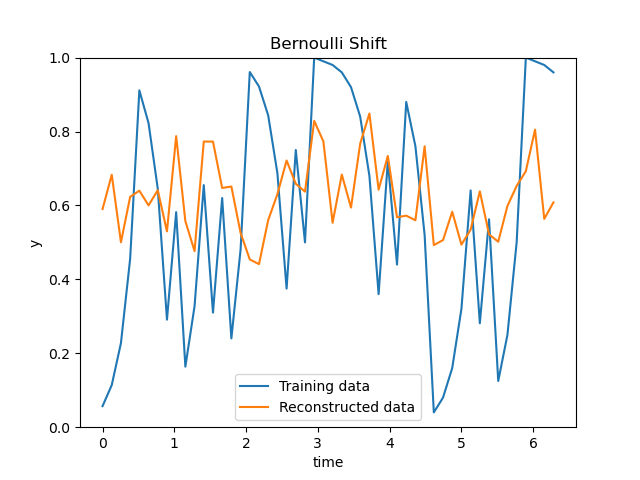 Bernoulli Shift
1.0
0.8
0.6
0.4
0.2
0.0
y
0 1 2 3 4 5 6
time
Training data
Reconstructed data